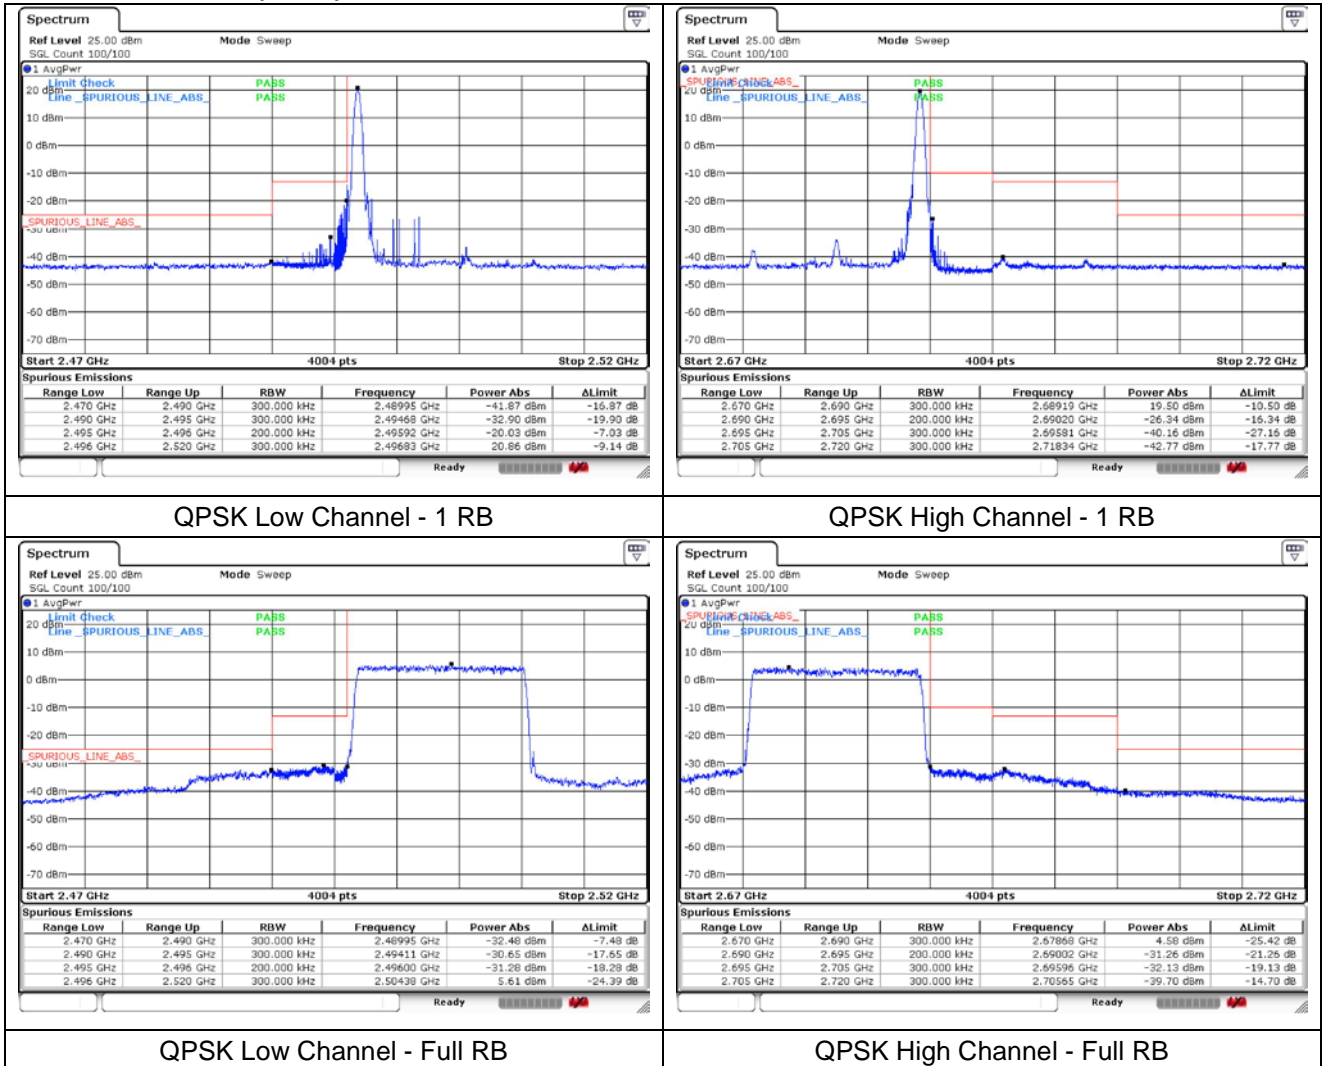 Spectrum
Ref Level 25.00 dBm Mode Sweep
SGL Count 100/100
1 AvgPwr
Limit Check PASS
Line _SPURIOUS_LINE_ABS_ PASS
20 dBm
10 dBm
0 dBm
-10 dBm
-20 dBm
_SPURIOUS_LINE_ABS_
-30 dBm
-40 dBm
-50 dBm
-60 dBm
-70 dBm
Start 2.47 GHz 4004 pts Stop 2.52 GHz
Spurious Emissions
Range Low Range Up RBW Frequency Power Abs ΔLimit
2.470 GHz 2.490 GHz 300.000 kHz 2.48995 GHz -41.87 dBm -16.87 dB
2.490 GHz 2.495 GHz 300.000 kHz 2.49468 GHz -32.90 dBm -19.90 dB
2.495 GHz 2.496 GHz 200.000 kHz 2.49592 GHz -20.03 dBm -7.03 dB
2.496 GHz 2.520 GHz 300.000 kHz 2.49683 GHz 20.86 dBm -9.14 dB
Ready
QPSK Low Channel - 1 RB
Spectrum
Ref Level 25.00 dBm Mode Sweep
SGL Count 100/100
1 AvgPwr
_SPURIOUS_LINE_ABS_
Limit Check PASS
Line _SPURIOUS_LINE_ABS_ PASS
20 dBm
10 dBm
0 dBm
-10 dBm
-20 dBm
-30 dBm
-40 dBm
-50 dBm
-60 dBm
-70 dBm
Start 2.67 GHz 4004 pts Stop 2.72 GHz
Spurious Emissions
Range Low Range Up RBW Frequency Power Abs ΔLimit
2.670 GHz 2.690 GHz 300.000 kHz 2.68919 GHz 19.50 dBm -10.50 dB
2.690 GHz 2.695 GHz 200.000 kHz 2.69020 GHz -26.34 dBm -16.34 dB
2.695 GHz 2.705 GHz 300.000 kHz 2.69581 GHz -40.16 dBm -27.16 dB
2.705 GHz 2.720 GHz 300.000 kHz 2.71834 GHz -42.77 dBm -17.77 dB
Ready
QPSK High Channel - 1 RB
Spectrum
Ref Level 25.00 dBm Mode Sweep
SGL Count 100/100
1 AvgPwr
Limit Check PASS
Line _SPURIOUS_LINE_ABS_ PASS
20 dBm
10 dBm
0 dBm
-10 dBm
-20 dBm
_SPURIOUS_LINE_ABS_
-30 dBm
-40 dBm
-50 dBm
-60 dBm
-70 dBm
Start 2.47 GHz 4004 pts Stop 2.52 GHz
Spurious Emissions
Range Low Range Up RBW Frequency Power Abs ΔLimit
2.470 GHz 2.490 GHz 300.000 kHz 2.48995 GHz -32.48 dBm -7.48 dB
2.490 GHz 2.495 GHz 300.000 kHz 2.49411 GHz -30.65 dBm -17.65 dB
2.495 GHz 2.496 GHz 200.000 kHz 2.49600 GHz -31.28 dBm -18.28 dB
2.496 GHz 2.520 GHz 300.000 kHz 2.50438 GHz 5.61 dBm -24.39 dB
Ready
QPSK Low Channel - Full RB
Spectrum
Ref Level 25.00 dBm Mode Sweep
SGL Count 100/100
1 AvgPwr
_SPURIOUS_LINE_ABS_
Limit Check PASS
Line _SPURIOUS_LINE_ABS_ PASS
20 dBm
10 dBm
0 dBm
-10 dBm
-20 dBm
-30 dBm
-40 dBm
-50 dBm
-60 dBm
-70 dBm
Start 2.67 GHz 4004 pts Stop 2.72 GHz
Spurious Emissions
Range Low Range Up RBW Frequency Power Abs ΔLimit
2.670 GHz 2.690 GHz 300.000 kHz 2.67868 GHz 4.58 dBm -25.42 dB
2.690 GHz 2.695 GHz 200.000 kHz 2.69002 GHz -31.26 dBm -21.26 dB
2.695 GHz 2.705 GHz 300.000 kHz 2.69596 GHz -32.13 dBm -19.13 dB
2.705 GHz 2.720 GHz 300.000 kHz 2.70565 GHz -39.70 dBm -14.70 dB
Ready
QPSK High Channel - Full RB